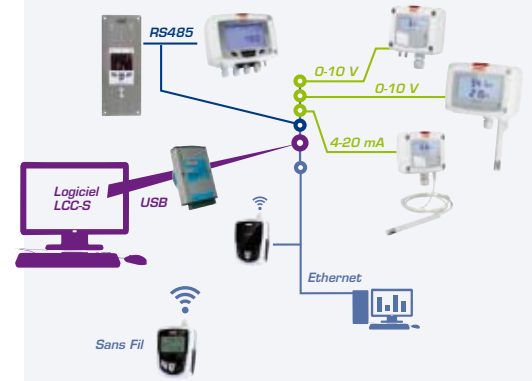 RS485
0-10 V
0-10 V
4-20 mA
Logiciel
LCC-S
USB
Ethernet
Sans Fil